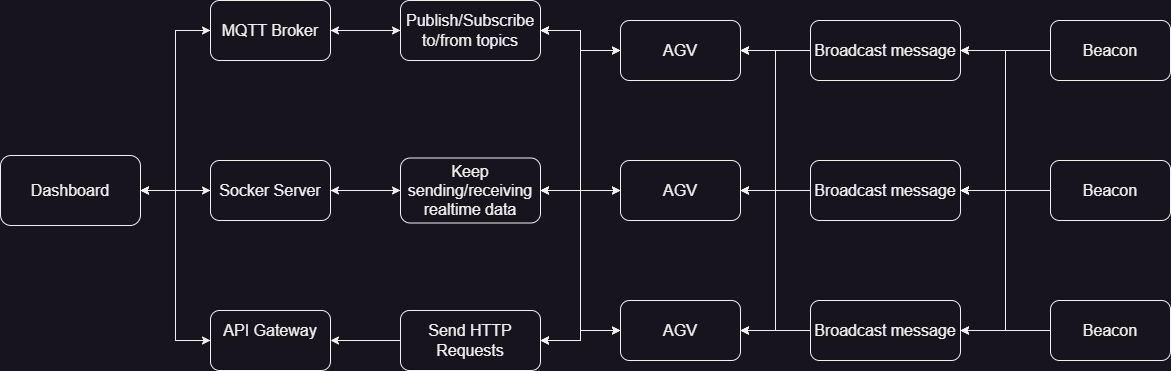 MQTT Broker
Publish/Subscribe
to/from topics
AGV
Broadcast message
Beacon
Dashboard
Socker Server
Keep
sending/receiving
realtime data
AGV
Broadcast message
Beacon
API Gateway
Send HTTP
Requests
AGV
Broadcast message
Beacon